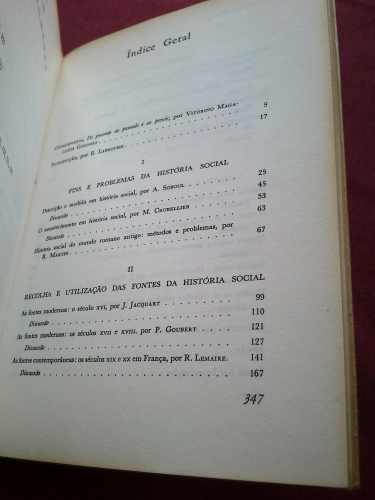 Índice Geral
Considerandos. Do presente ao passado e ao porvir, por Vitorino Maga-
lhães Godinho . . . . . . . . . . 9
Introdução, por E. Labrousse . . . . . . . . . . 17
I
FINS E PROBLEMAS DA HISTÓRIA SOCIAL
Descrição e medida em história social, por A. Soboul . . . . 25
Discussão . . . . . . . . . . 45
O entesoiramento em história social, por M. Crubellier . . . . 53
Discussão . . . . . . . . . . 63
História social do mundo romano antigo: métodos e problemas, por
R. Martin . . . . . . . . . . 67
II
RECOLHA E UTILIZAÇÃO DAS FONTES DA HISTÓRIA SOCIAL
As fontes modernas: o século XVI, por J. Jacquart . . . . 99
Discussão . . . . . . . . . . 110
As fontes modernas: os séculos XVII e XVIII, por P. Goubert . . . . 121
Discussão . . . . . . . . . . 127
As fontes contemporâneas: os séculos XIX e XX em França, por R. Lemaire. 141
Discussão . . . . . . . . . . 167
347